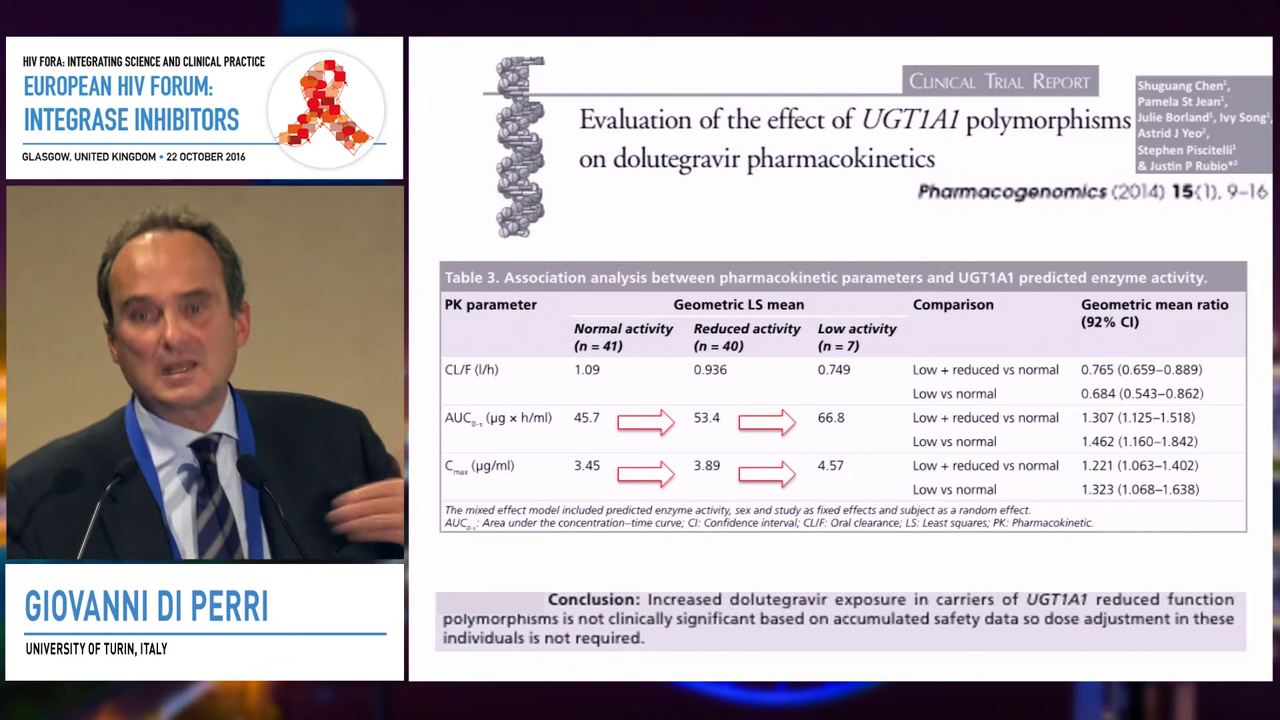 HIV FORA: INTEGRATING SCIENCE AND CLINICAL PRACTICE
EUROPEAN HIV FORUM:
INTEGRASE INHIBITORS
GLASGOW, UNITED KINGDOM • 22 OCTOBER 2016
GIOVANNI DI PERRI
UNIVERSITY OF TURIN, ITALY
CLINICAL TRIAL REPORT
Evaluation of the effect of UGT1A1 polymorphisms
on dolutegravir pharmacokinetics
Shuguang Chen¹,
Pamela St Jean¹,
Julie Borland¹, Ivy Song¹,
Astrid J Yeo²,
Stephen Piscitelli¹
& Justin P Rubio*²
Pharmacogenomics (2014) 15(1), 9–16
Table 3. Association analysis between pharmacokinetic parameters and UGT1A1 predicted enzyme activity.
PK parameter Geometric LS mean Comparison Geometric mean ratio
(92% CI)
Normal activity Reduced activity Low activity
(n = 41) (n = 40) (n = 7)
CL/F (l/h) 1.09 0.936 0.749 Low + reduced vs normal 0.765 (0.659–0.889)
Low vs normal 0.684 (0.543–0.862)
AUC0-τ (µg × h/ml) 45.7 53.4 66.8 Low + reduced vs normal 1.307 (1.125–1.518)
Low vs normal 1.462 (1.160–1.842)
Cmax (µg/ml) 3.45 3.89 4.57 Low + reduced vs normal 1.221 (1.063–1.402)
Low vs normal 1.323 (1.068–1.638)
The mixed effect model included predicted enzyme activity, sex and study as fixed effects and subject as a random effect.
AUC0-τ: Area under the concentration–time curve; CI: Confidence interval; CL/F: Oral clearance; LS: Least squares; PK: Pharmacokinetic.
Conclusion: Increased dolutegravir exposure in carriers of UGT1A1 reduced function
polymorphisms is not clinically significant based on accumulated safety data so dose adjustment in these
individuals is not required.